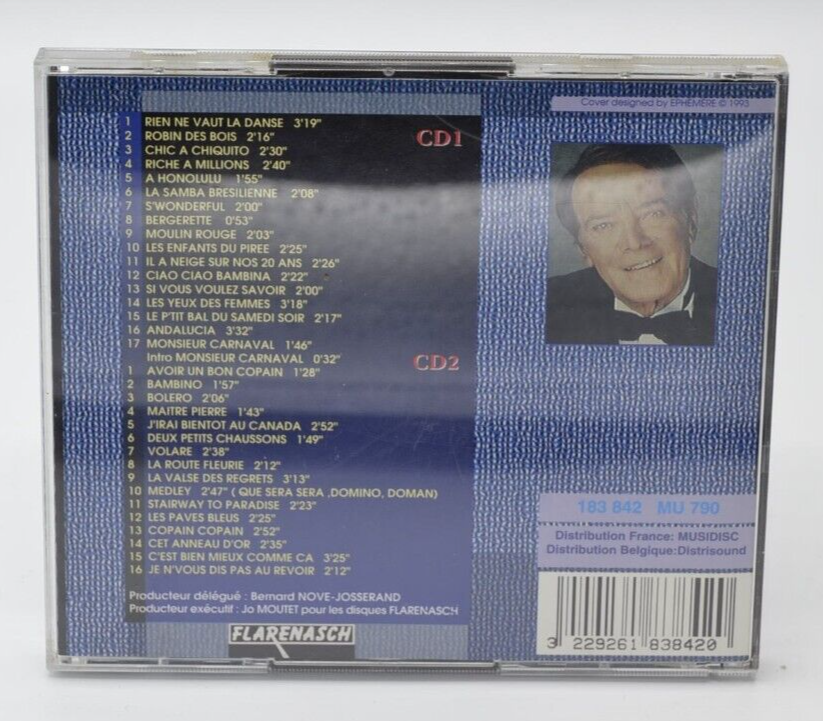 Cover designed by EPHEMERE © 1993
CD1
1 RIEN NE VAUT LA DANSE 3'19"
2 ROBIN DES BOIS 2'16"
3 CHIC A CHIQUITO 2'30"
4 RICHE A MILLIONS 2'40"
5 A HONOLULU 1'55"
6 LA SAMBA BRESILIENNE 2'08"
7 S'WONDERFUL 2'00"
8 BERGERETTE 0'53"
9 MOULIN ROUGE 2'03"
10 LES ENFANTS DU PIREE 2'25"
11 IL A NEIGE SUR NOS 20 ANS 2'26"
12 CIAO CIAO BAMBINA 2'22"
13 SI VOUS VOULEZ SAVOIR 2'00"
14 LES YEUX DES FEMMES 3'18"
15 LE P'TIT BAL DU SAMEDI SOIR 2'17"
16 ANDALUCIA 3'32"
17 MONSIEUR CARNAVAL 1'46"
Intro MONSIEUR CARNAVAL 0'32"
CD2
1 AVOIR UN BON COPAIN 1'28"
2 BAMBINO 1'57"
3 BOLERO 2'06"
4 MAITRE PIERRE 1'43"
5 J'IRAI BIENTOT AU CANADA 2'52"
6 DEUX PETITS CHAUSSONS 1'49"
7 VOLARE 2'38"
8 LA ROUTE FLEURIE 2'12"
9 LA VALSE DES REGRETS 3'13"
10 MEDLEY 2'47" ( QUE SERA SERA ,DOMINO, DOMAN)
11 STAIRWAY TO PARADISE 2'23"
12 LES PAVES BLEUS 2'25"
13 COPAIN COPAIN 2'52"
14 CET ANNEAU D'OR 2'35"
15 C'EST BIEN MIEUX COMME CA 3'25"
16 JE N'VOUS DIS PAS AU REVOIR 2'12"
Producteur délégué : Bernard NOVE-JOSSERAND
Producteur exécutif : Jo MOUTET pour les disques FLARENASCH
FLARENASCH
183 842 MU 790
Distribution France: MUSIDISC
Distribution Belgique:Distrisound
3 229261 838420